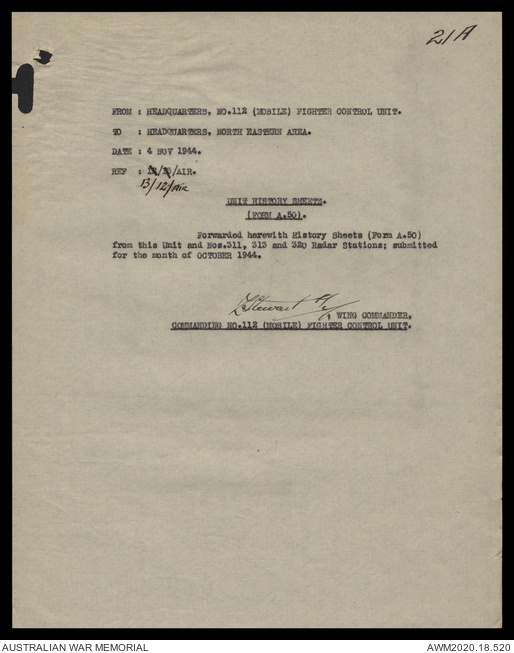 21A
FROM : HEADQUARTERS, NO.112 (MOBILE) FIGHTER CONTROL UNIT.
TO : HEADQUARTERS, NORTH EASTERN AREA.
DATE : 4 NOV 1944.
REF : /AIR.
13/12/AIR
UNIT HISTORY SHEETS.
(FORM A.50).
Forwarded herewith History Sheets (Form A.50)
from this Unit and Nos.311, 313 and 320 Radar Stations; submitted
for the month of OCTOBER 1944.
Stewart
, WING COMMANDER.
COMMANDING NO.112 (MOBILE) FIGHTER CONTROL UNIT.
AUSTRALIAN WAR MEMORIAL
AWM2020.18.520